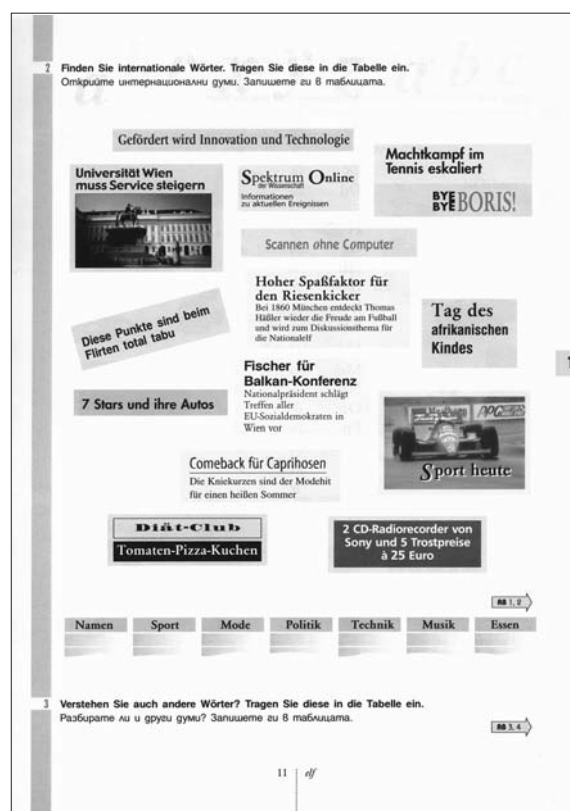 2 Finden Sie internationale Wörter. Tragen Sie diese in die Tabelle ein.
Открийте интернационални думи. Запишете ги в таблицата.
Gefördert wird Innovation und Technologie
Universität Wien
muss Service steigern
Spektrum Online
der Wissenschaft
Informationen
zu aktuellen Ereignissen
Machtkampf im
Tennis eskaliert
BYE
BYE BORIS!
Scannen ohne Computer
Diese Punkte sind beim
Flirten total tabu
Hoher Spaßfaktor für
den Riesenkicker
Bei 1860 München entdeckt Thomas
Häßler wieder die Freude am Fußball
und wird zum Diskussionsthema für
die Nationalelf
Tag des
afrikanischen
Kindes
7 Stars und ihre Autos
Fischer für
Balkan-Konferenz
Nationalpräsident schlägt
Treffen aller
EU-Sozialdemokraten in
Wien vor
Sport heute
Comeback für Caprihosen
Die Kniekurzen sind der Modehit
für einen heißen Sommer
Diät-Club
Tomaten-Pizza-Kuchen
2 CD-Radiorecorder von
Sony und 5 Trostpreise
à 25 Euro
AB 1, 2
Namen Sport Mode Politik Technik Musik Essen
3 Verstehen Sie auch andere Wörter? Tragen Sie diese in die Tabelle ein.
Разбирате ли и други думи? Запишете ги в таблицата.
AB 3, 4
11 elf